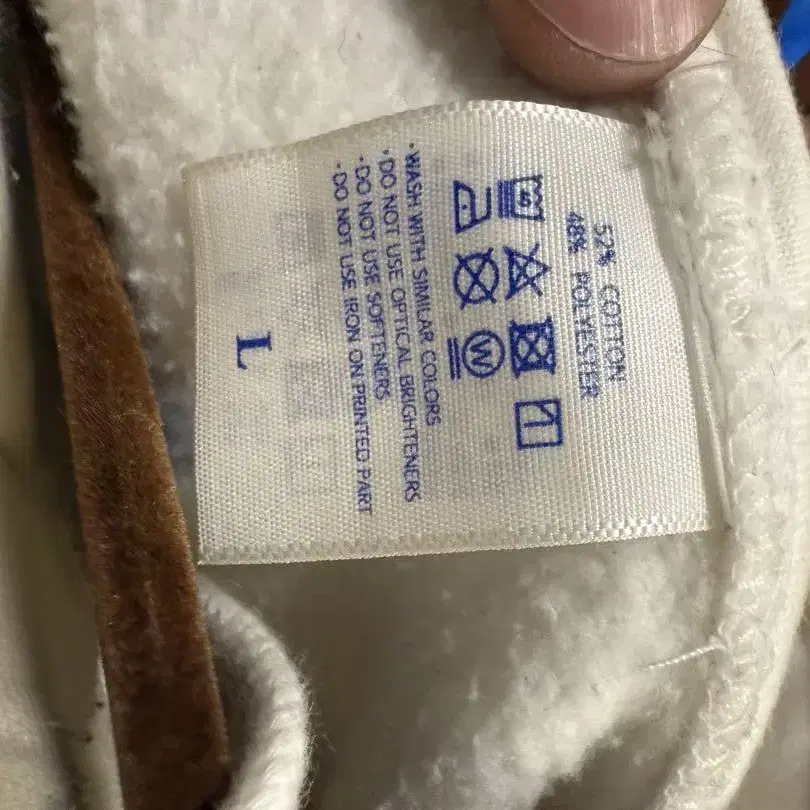 52% COTTON
48% POLYESTER
W
• WASH WITH SIMILAR COLORS
• DO NOT USE OPTICAL BRIGHTENERS
• DO NOT USE SOFTENERS
• DO NOT USE IRON ON PRINTED PART
L